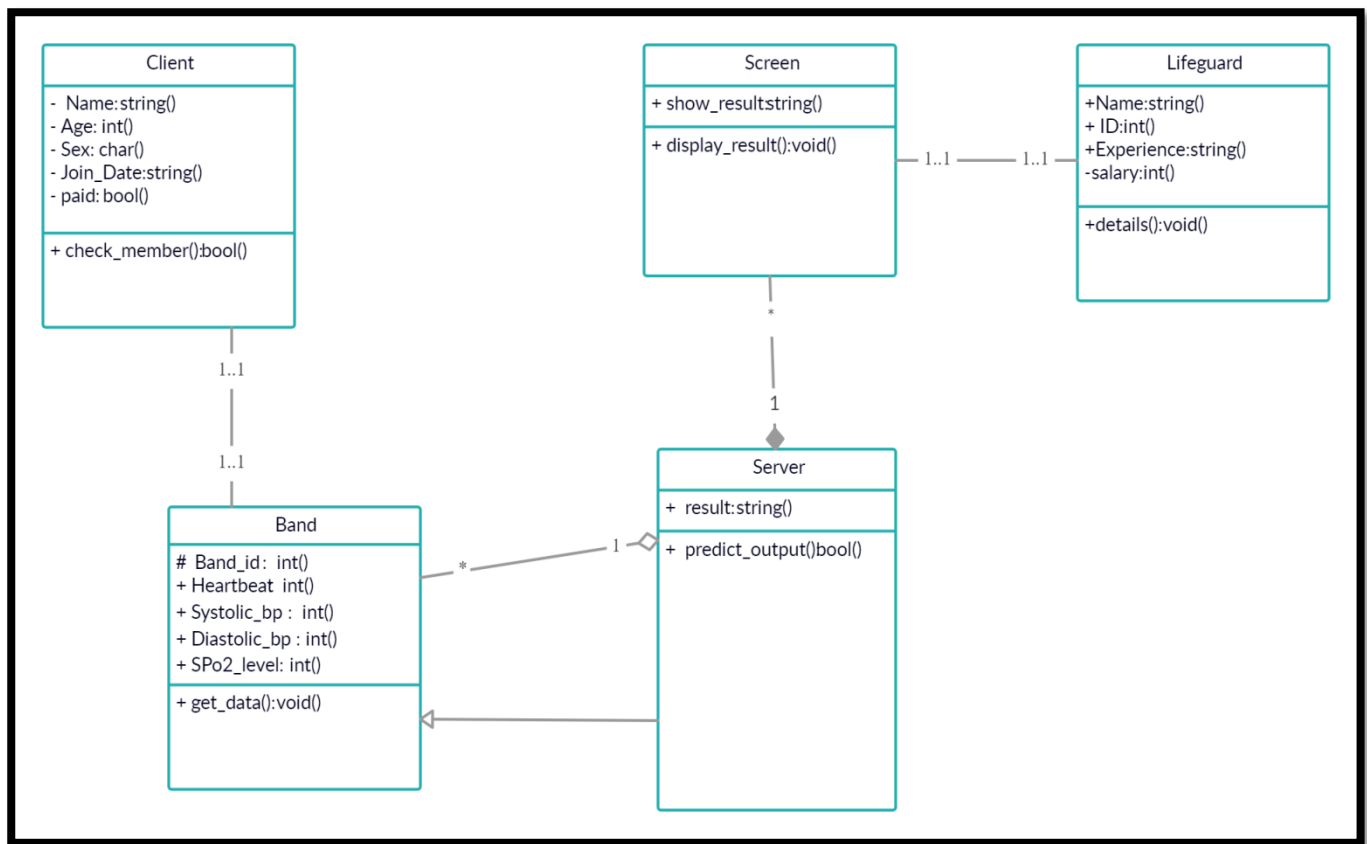 Client
- Name:string()
- Age: int()
- Sex: char()
- Join_Date:string()
- paid: bool()
+ check_member():bool()
Screen
+ show_result:string()
+ display_result():void()
Lifeguard
+Name:string()
+ ID:int()
+Experience:string()
-salary:int()
+details():void()
1..1
1..1
1..1
1..1
*
1
Band
# Band_id : int()
+ Heartbeat int()
+ Systolic_bp : int()
+ Diastolic_bp : int()
+ SPo2_level: int()
+ get_data():void()
*
1
Server
+ result:string()
+ predict_output()bool()